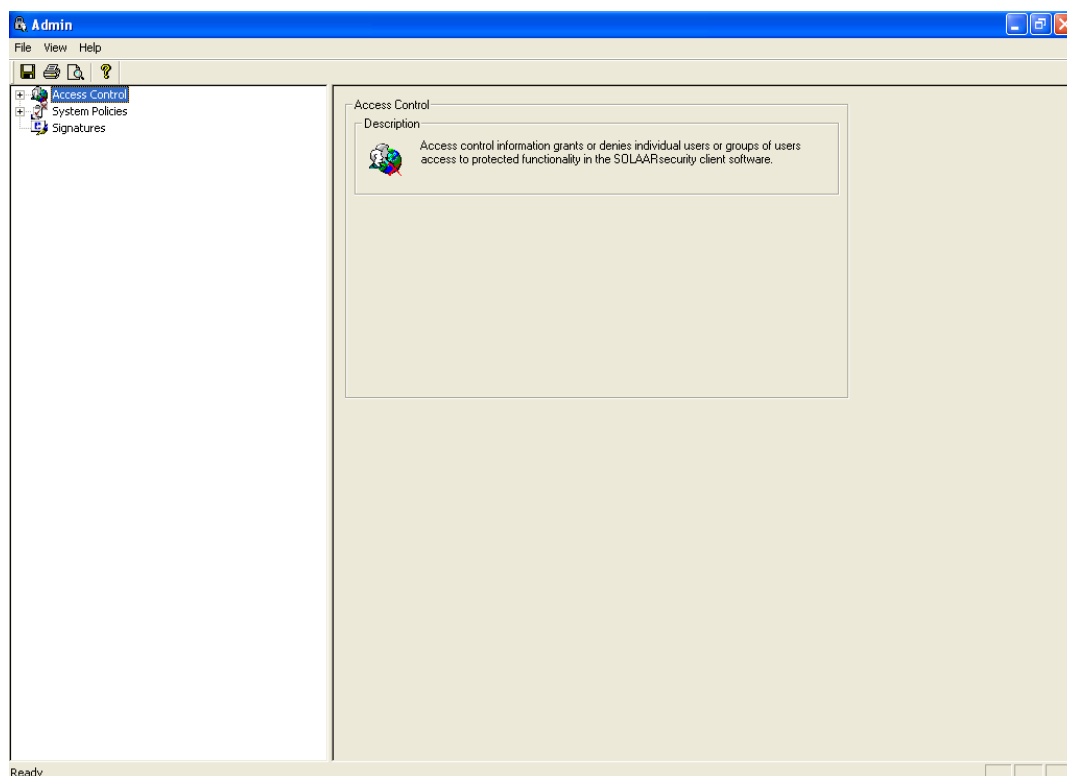 Admin
File View Help
Access Control
System Policies
Signatures
Access Control
Description
Access control information grants or denies individual users or groups of users
access to protected functionality in the SOLAARsecurity client software.
Ready